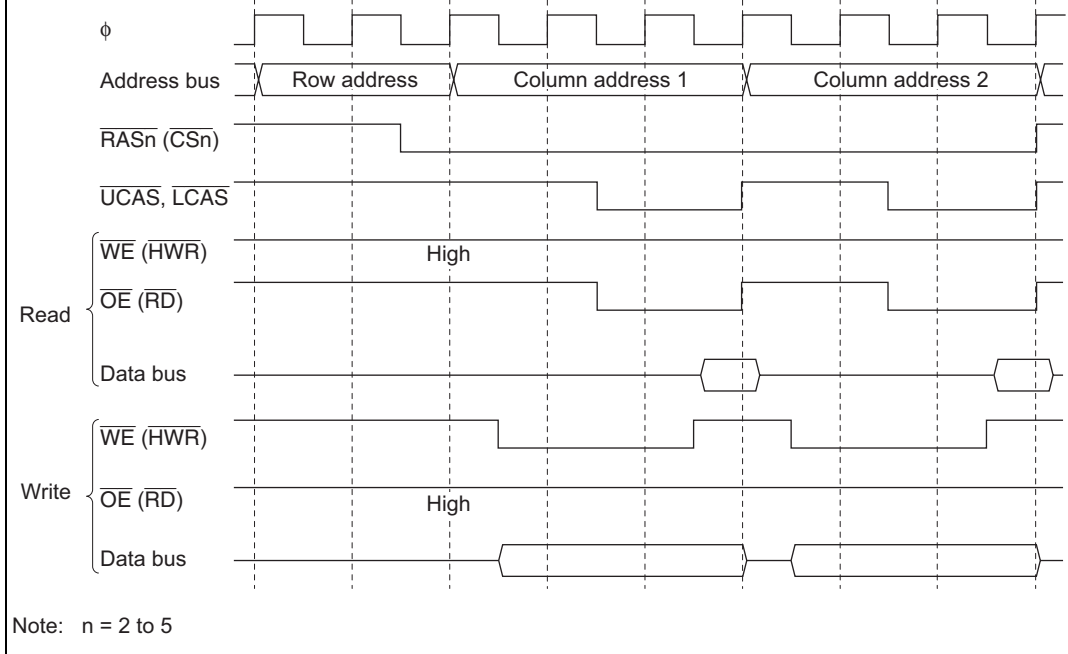 ϕ
Address bus Row address Column address 1 Column address 2
RASn (CSn)
UCAS, LCAS
Read
WE (HWR) High
OE (RD)
Data bus
Write
WE (HWR)
OE (RD) High
Data bus
Note: n = 2 to 5